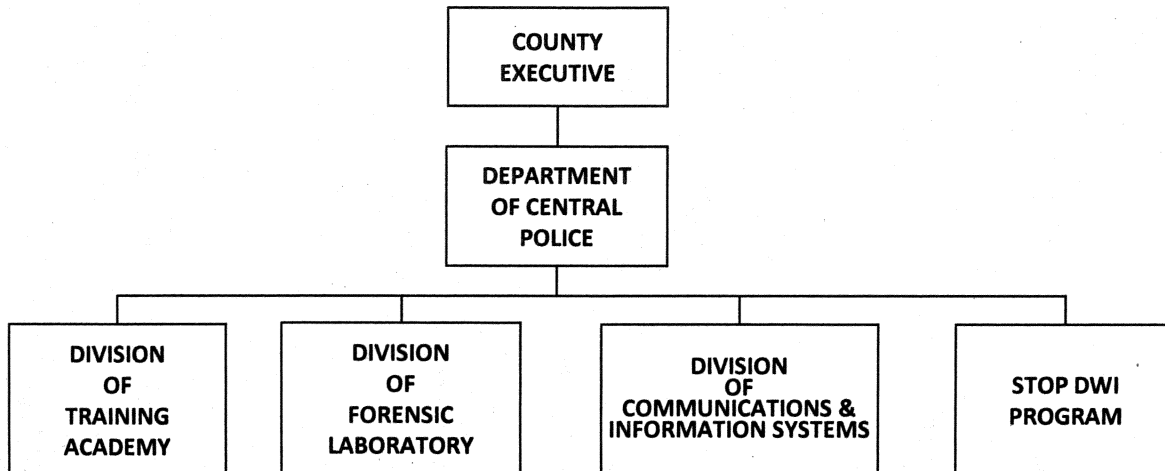 COUNTY
EXECUTIVE
DEPARTMENT
OF CENTRAL
POLICE
DIVISION
OF
TRAINING
ACADEMY
DIVISION
OF
FORENSIC
LABORATORY
DIVISION
OF
COMMUNICATIONS &
INFORMATION SYSTEMS
STOP DWI
PROGRAM